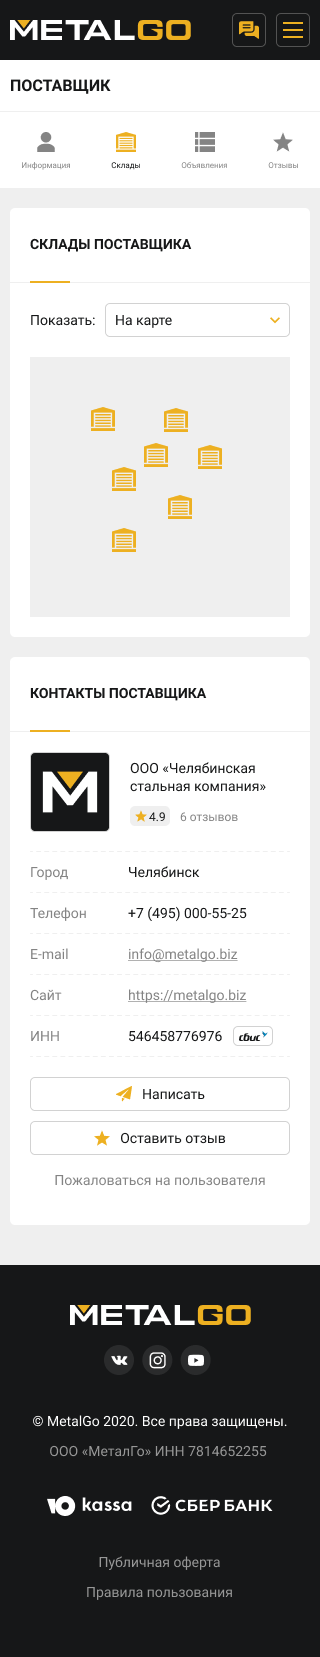 METALGO
ПОСТАВЩИК
Информация
Склады
Объявления
Отзывы
СКЛАДЫ ПОСТАВЩИКА
Показать:
На карте
КОНТАКТЫ ПОСТАВЩИКА
ООО «Челябинская
стальная компания»
4.9
6 отзывов
Город
Челябинск
Телефон
+7 (495) 000-55-25
E-mail
info@metalgo.biz
Сайт
https://metalgo.biz
ИНН
546458776976
сбис
Написать
Оставить отзыв
Пожаловаться на пользователя
METALGO
© MetalGo 2020. Все права защищены.
ООО «МеталГо» ИНН 7814652255
Ю kassa
СБЕР БАНК
Публичная оферта
Правила пользования